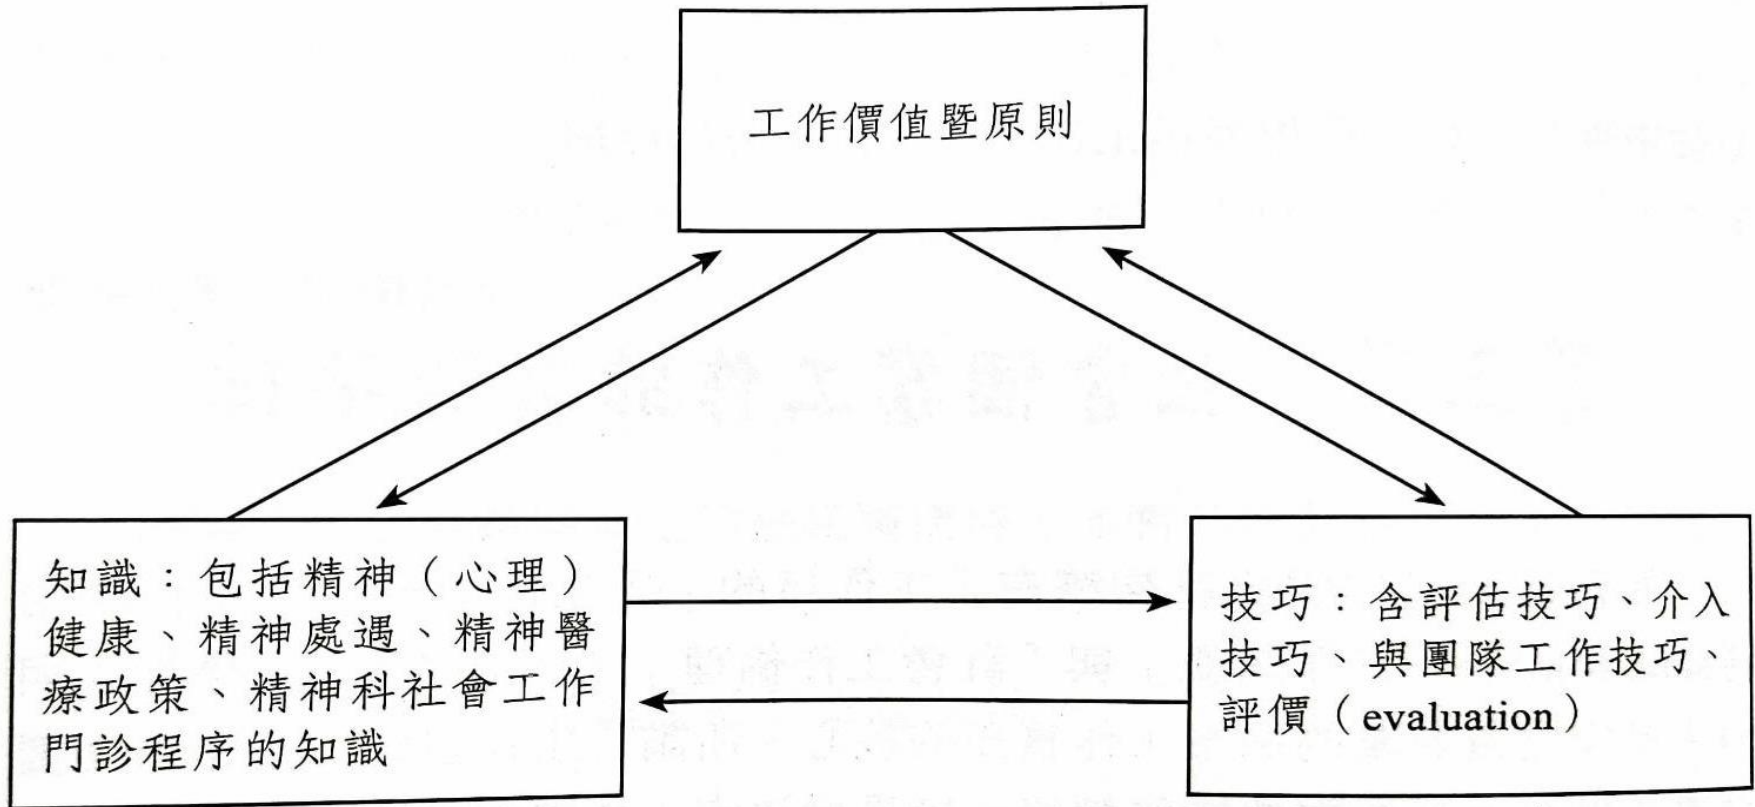 工作價值暨原則
知識：包括精神（心理）
健康、精神處遇、精神醫
療政策、精神科社會工作
門診程序的知識
技巧：含評估技巧、介入
技巧、與團隊工作技巧、
評價（evaluation）